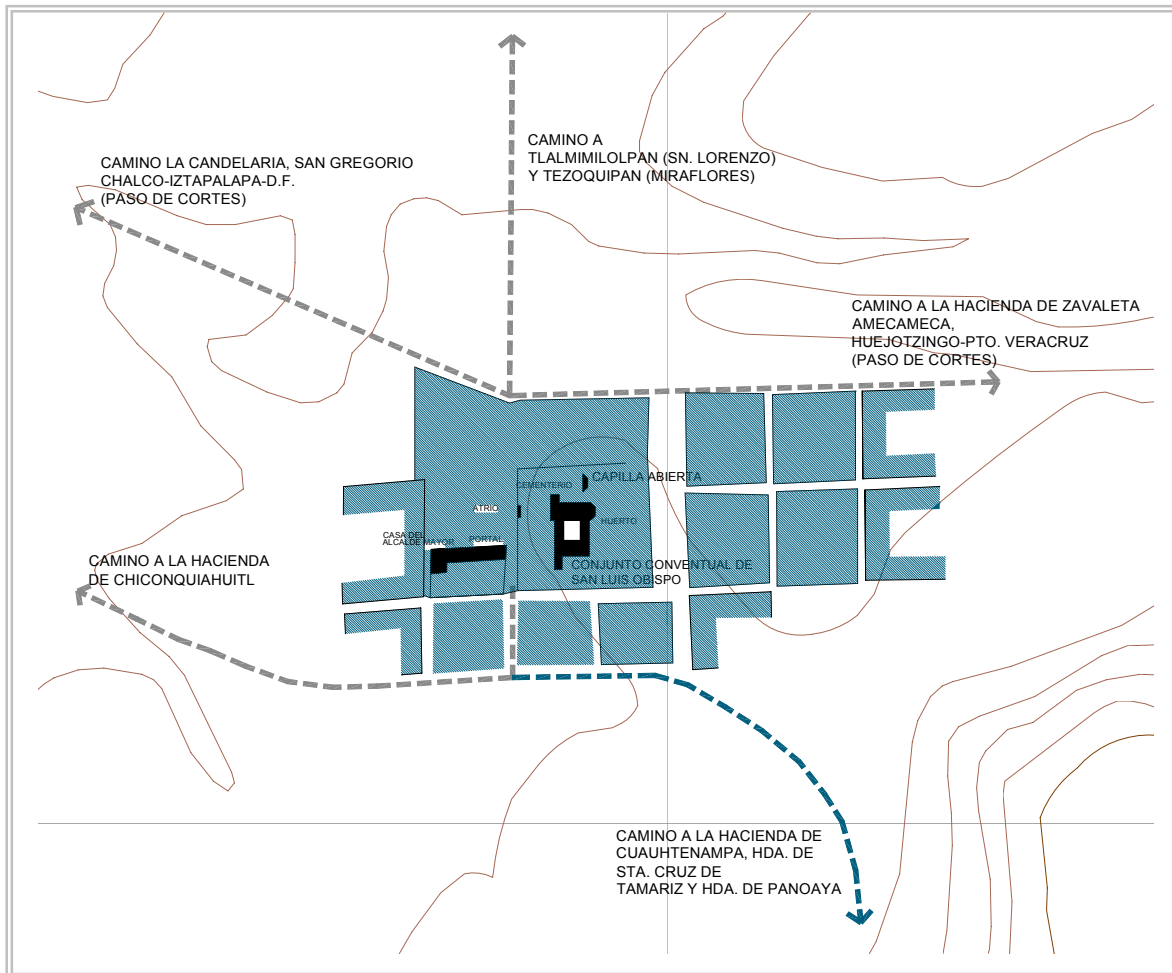 CAMINO A
TLALMIMILOLPAN (SN. LORENZO)
Y TEZOQUIPAN (MIRAFLORES)
CAMINO LA CANDELARIA, SAN GREGORIO
CHALCO-IZTAPALAPA-D.F.
(PASO DE CORTES)
CAMINO A LA HACIENDA DE ZAVALETA
AMECAMECA,
HUEJOTZINGO-PTO. VERACRUZ
(PASO DE CORTES)
CAPILLA ABIERTA
CEMENTERIO
ATRIO
HUERTO
CASA DEL
ALCALDE MAYOR
PORTAL
CONJUNTO CONVENTUAL DE
SAN LUIS OBISPO
CAMINO A LA HACIENDA
DE CHICONQUIAHUITL
CAMINO A LA HACIENDA DE
CUAUHTENAMPA, HDA. DE
STA. CRUZ DE
TAMARIZ Y HDA. DE PANOAYA